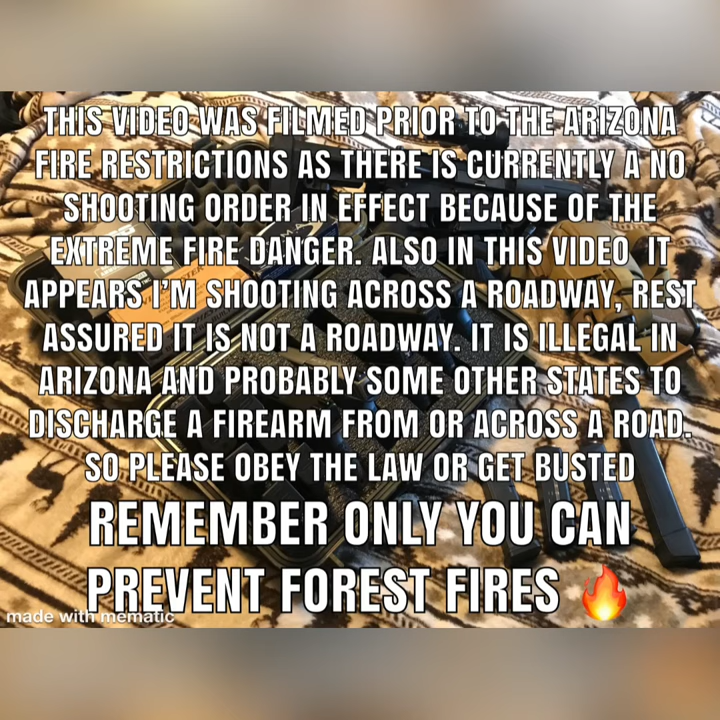 THIS VIDEO WAS FILMED PRIOR TO THE ARIZONA
FIRE RESTRICTIONS AS THERE IS CURRENTLY A NO
SHOOTING ORDER IN EFFECT BECAUSE OF THE
EXTREME FIRE DANGER. ALSO IN THIS VIDEO IT
APPEARS I'M SHOOTING ACROSS A ROADWAY, REST
ASSURED IT IS NOT A ROADWAY. IT IS ILLEGAL IN
ARIZONA AND PROBABLY SOME OTHER STATES TO
DISCHARGE A FIREARM FROM OR ACROSS A ROAD.
SO PLEASE OBEY THE LAW OR GET BUSTED
REMEMBER ONLY YOU CAN
PREVENT FOREST FIRES 🔥
made with mematic